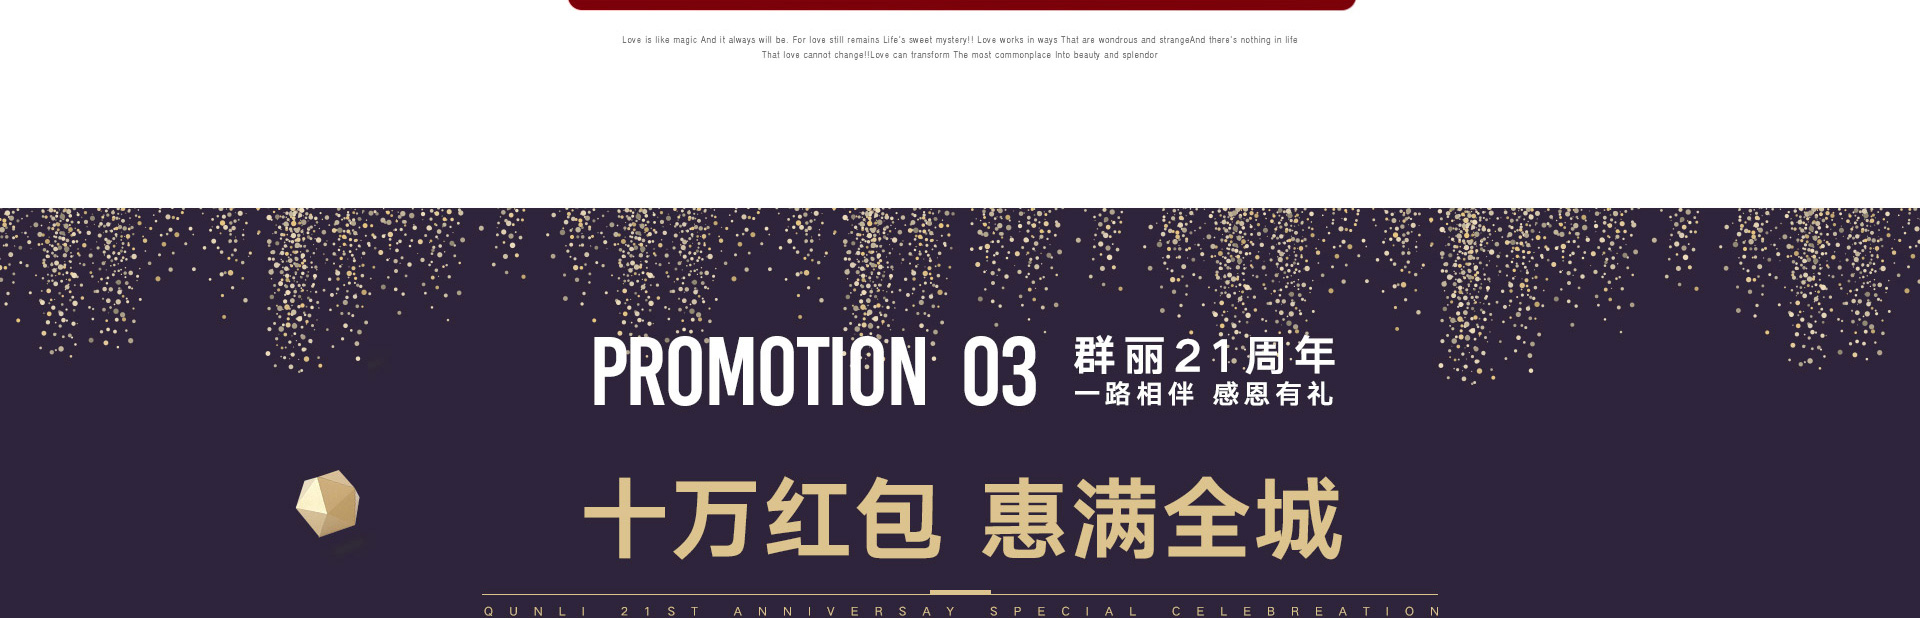 Love is like magic And it always will be. For love still remains Life's sweet mystery!! Love works in ways That are wondrous and strangeAnd there's nothing in life
That love cannot change!!Love can transform The most commonplace Into beauty and splendor
PROMOTION 03
群丽21周年
一路相伴 感恩有礼
十万红包 惠满全城
QUNLI 21ST ANNIVERSAY SPECIAL CELEBREATION